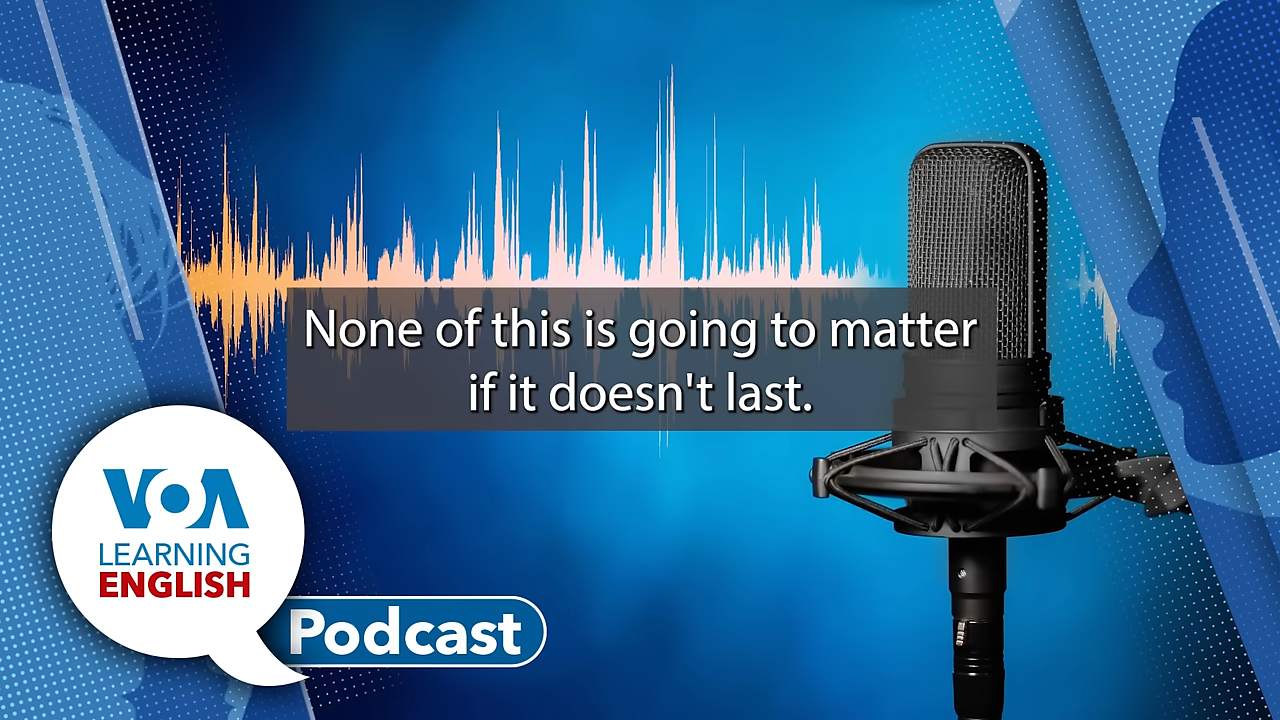 None of this is going to matter
if it doesn't last.
VOA
LEARNING
ENGLISH
Podcast